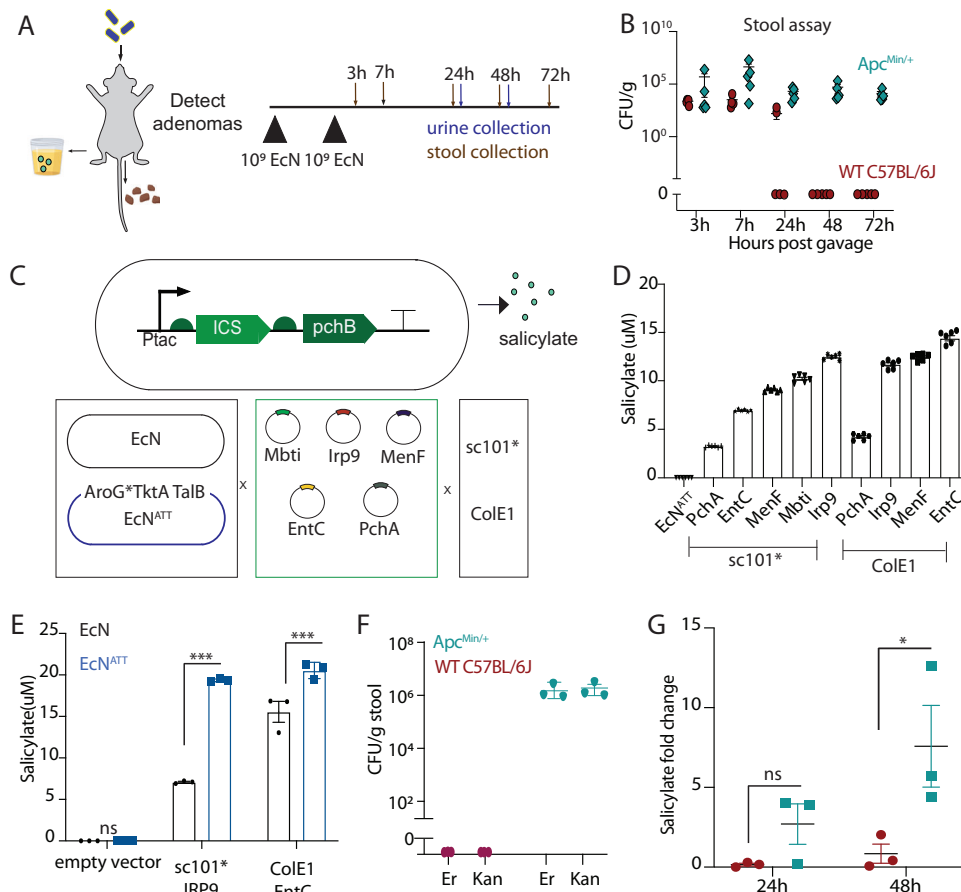 A
Detect
adenomas
3h
7h
24h
48h
72h
urine collection
stool collection
10⁹ EcN
10⁹ EcN
B
Stool assay
CFU/g
10¹⁰
10⁵
10⁰
0
Apc^Min/+
WT C57BL/6J
3h
7h
24h
48
72h
Hours post gavage
C
Ptac
ICS
pchB
salicylate
EcN
AroG*TktA TalB
EcN^ATT
x
Mbti
Irp9
MenF
EntC
PchA
x
sc101*
ColE1
D
Salicylate (uM)
20
15
10
5
0
EcN^ATT
PchA
EntC
MenF
Mbti
Irp9
PchA
Irp9
MenF
EntC
sc101*
ColE1
E
EcN
EcN^ATT
Salicylate(uM)
25
20
15
10
5
0
ns
***
***
empty vector
sc101*
IRP9
ColE1
EntC
F
Apc^Min/+
WT C57BL/6J
CFU/g stool
10⁸
10⁶
10⁴
10²
0
Er
Kan
Er
Kan
G
Salicylate fold change
15
10
5
0
ns
*
24h
48h